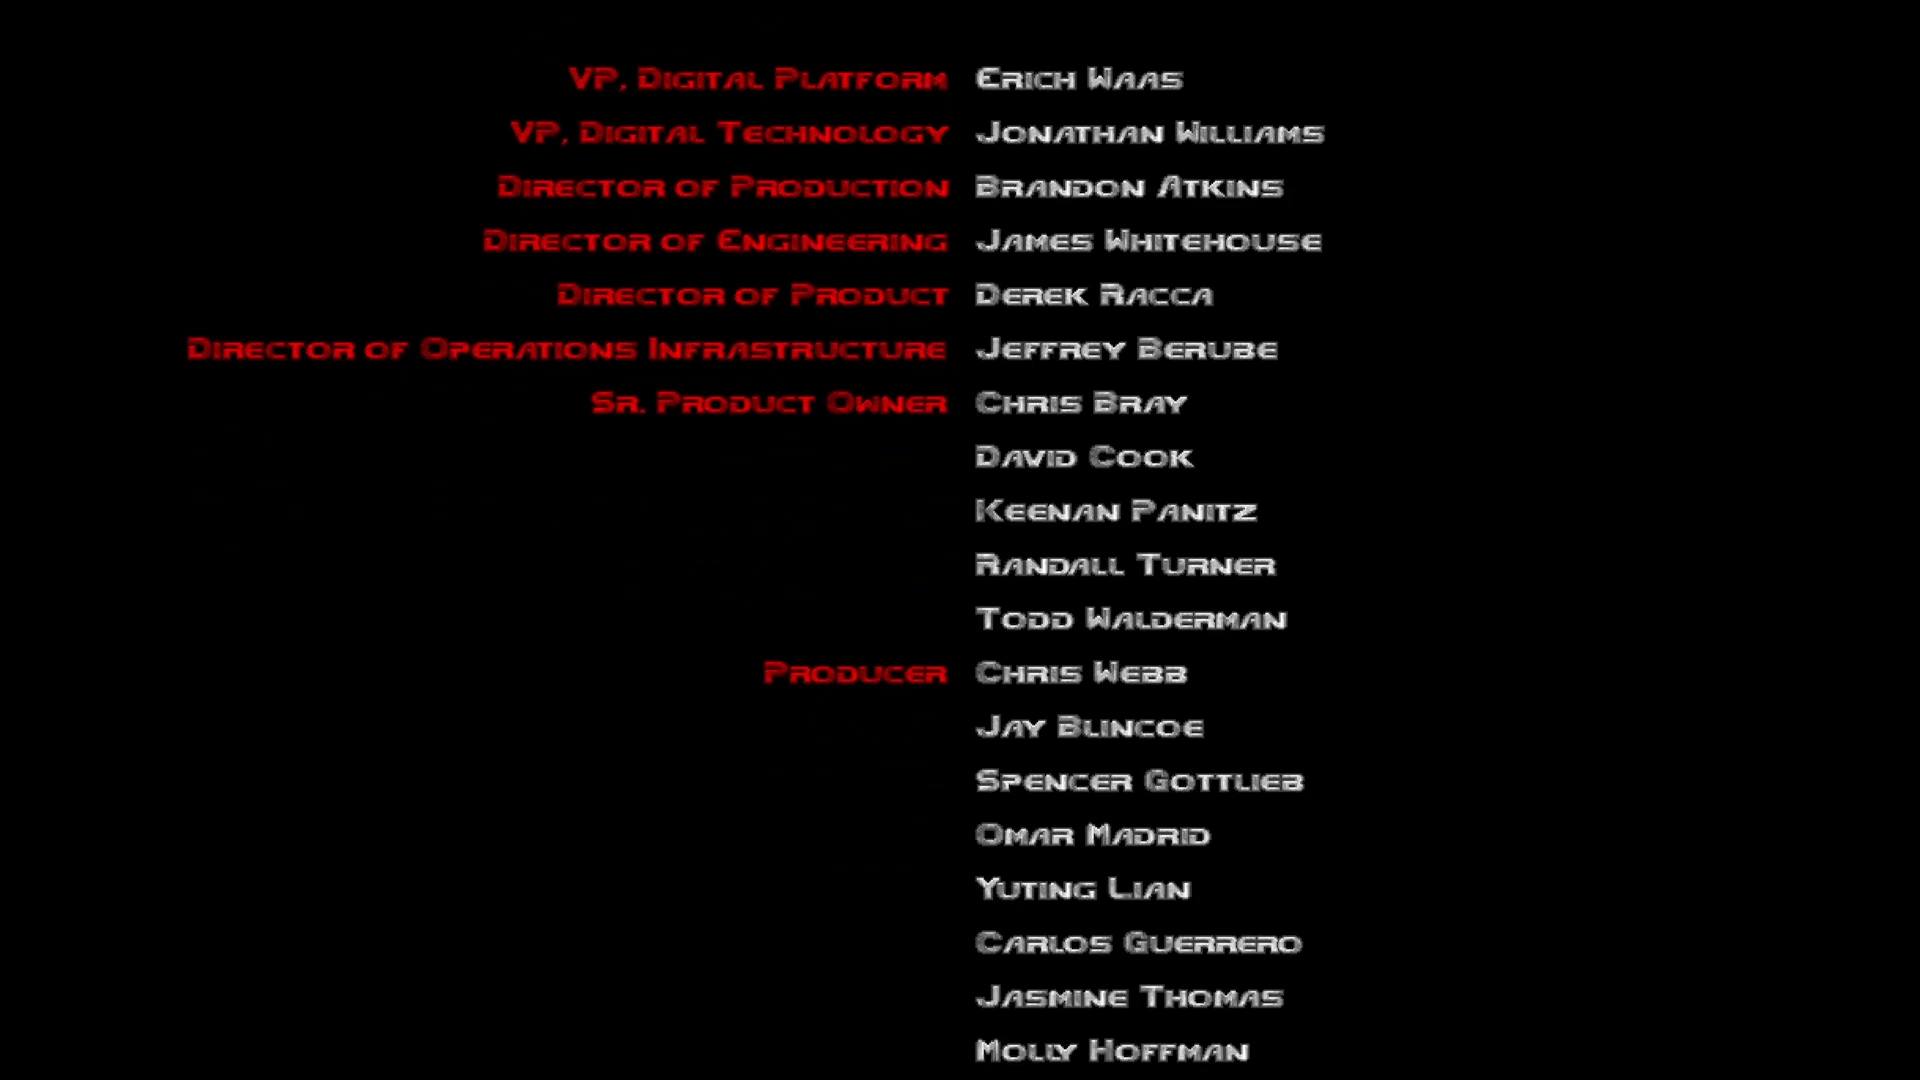 VP, Digital Platform Erich Waas
VP, Digital Technology Jonathan Williams
Director of Production Brandon Atkins
Director of Engineering James Whitehouse
Director of Product Derek Racca
Director of Operations Infrastructure Jeffrey Berube
Sr. Product Owner Chris Bray
David Cook
Keenan Panitz
Randall Turner
Todd Walderman
Producer Chris Webb
Jay Blincoe
Spencer Gottlieb
Omar Madrid
Yuting Lian
Carlos Guerrero
Jasmine Thomas
Molly Hoffman